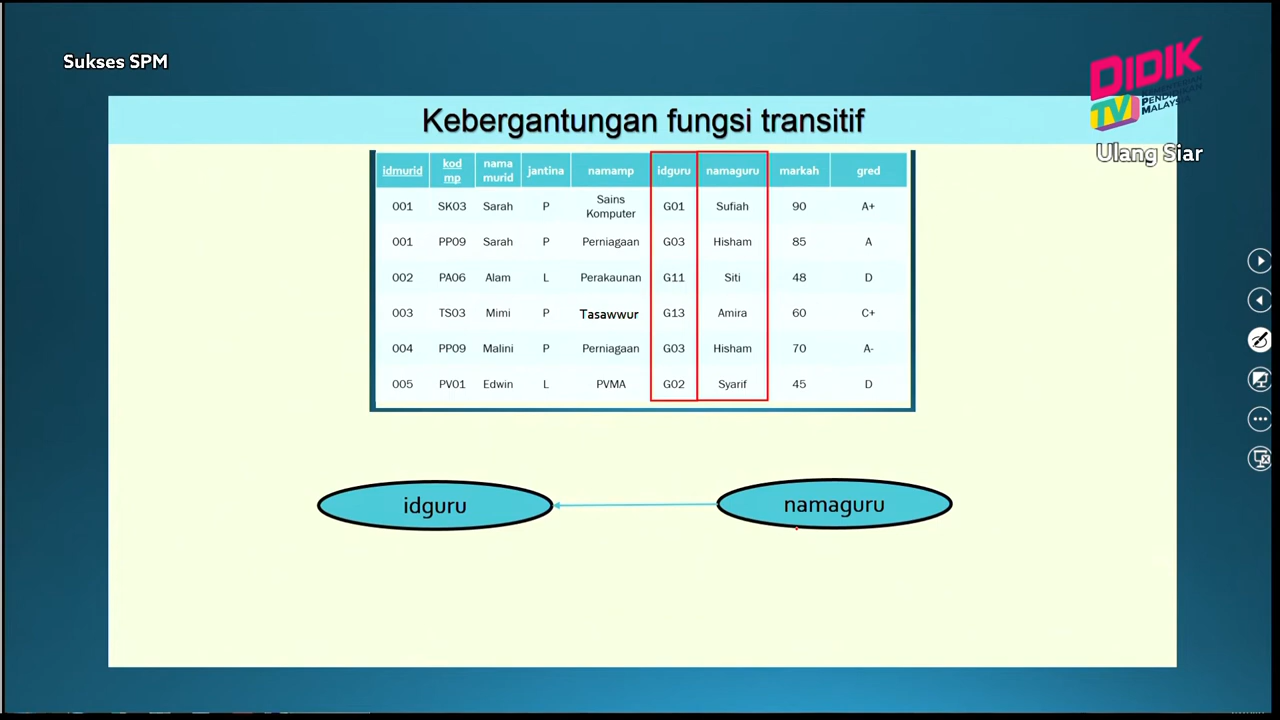 Sukses SPM
DIDIK
TV
KEMENTERIAN
PENDIDIKAN
MALAYSIA
Ulang Siar
Kebergantungan fungsi transitif
idmurid kod mp nama murid jantina namamp idguru namaguru markah gred
001 SK03 Sarah P Sains Komputer G01 Sufiah 90 A+
001 PP09 Sarah P Perniagaan G03 Hisham 85 A
002 PA06 Alam L Perakaunan G11 Siti 48 D
003 TS03 Mimi P Tasawwur G13 Amira 60 C+
004 PP09 Malini P Perniagaan G03 Hisham 70 A-
005 PV01 Edwin L PVMA G02 Syarif 45 D
idguru namaguru